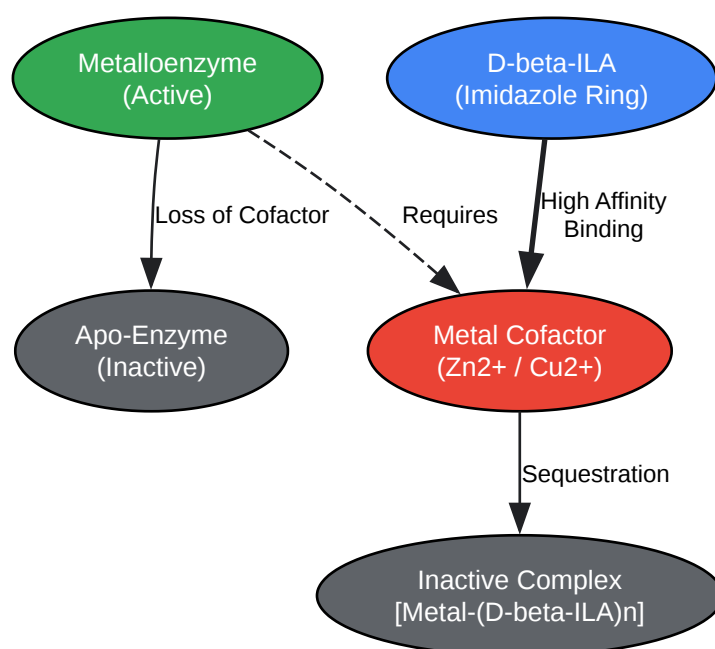 Metalloenzyme
(Active)
D-beta-ILA
(Imidazole Ring)
Loss of Cofactor
Requires
High Affinity
Binding
Apo-Enzyme
(Inactive)
Metal Cofactor
(Zn2+ / Cu2+)
Sequestration
Inactive Complex
[Metal-(D-beta-ILA)n]